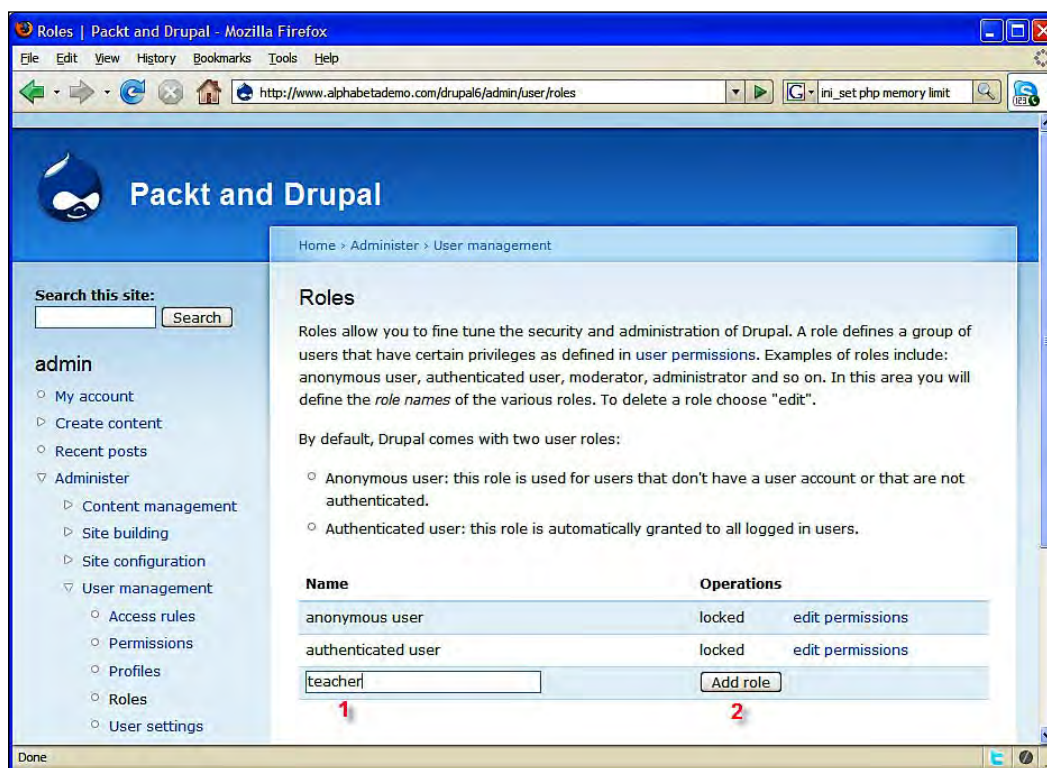 Roles | Packt and Drupal - Mozilla Firefox
File Edit View History Bookmarks Tools Help
http://www.alphabetademo.com/drupal6/admin/user/roles
G ini_set php memory limit
Packt and Drupal
Home › Administer › User management
Search this site:
Search
admin
My account
Create content
Recent posts
Administer
Content management
Site building
Site configuration
User management
Access rules
Permissions
Profiles
Roles
User settings
Roles
Roles allow you to fine tune the security and administration of Drupal. A role defines a group of
users that have certain privileges as defined in user permissions. Examples of roles include:
anonymous user, authenticated user, moderator, administrator and so on. In this area you will
define the role names of the various roles. To delete a role choose "edit".
By default, Drupal comes with two user roles:
Anonymous user: this role is used for users that don't have a user account or that are not
authenticated.
Authenticated user: this role is automatically granted to all logged in users.
Name Operations
anonymous user locked edit permissions
authenticated user locked edit permissions
teacher Add role
1 2
Done